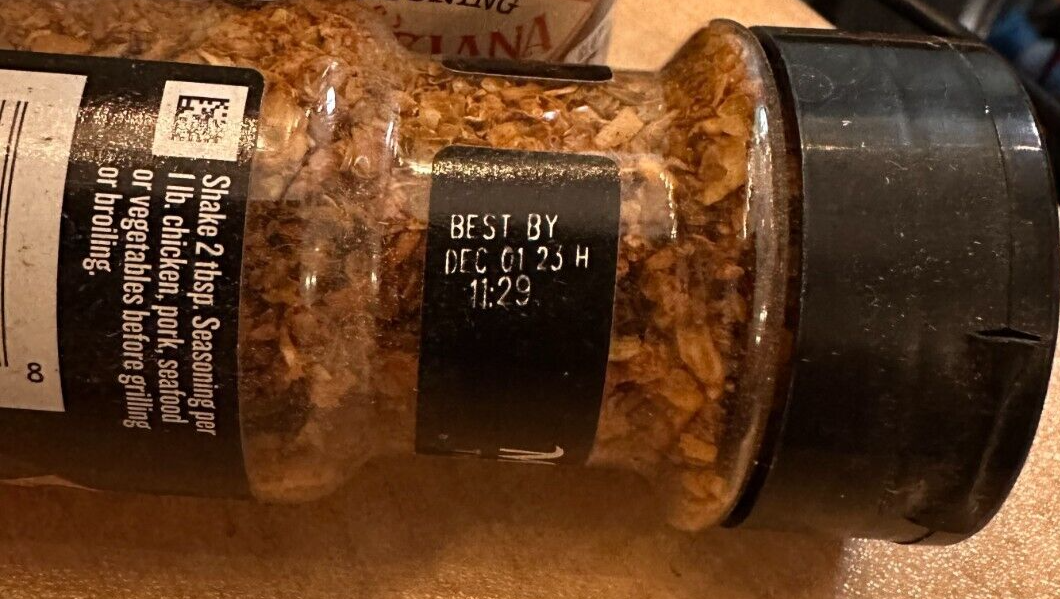 Shake 2 tbsp. Seasoning per
1 lb. chicken, pork, seafood
or vegetables before grilling
or broiling.
8
BEST BY
DEC 01 23 H
11:29